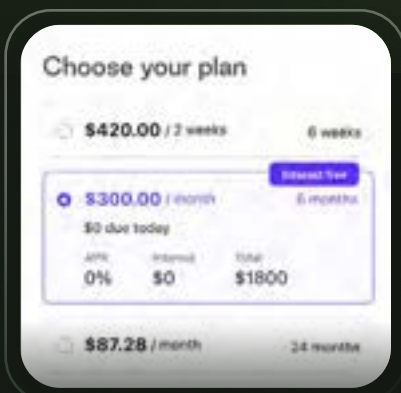 Choose your plan
$420.00 / 2 weeks 6 weeks
Interest free
$300.00 / month 6 months
$0 due today
APR Interest Total
0% $0 $1800
$87.28 / month 24 months